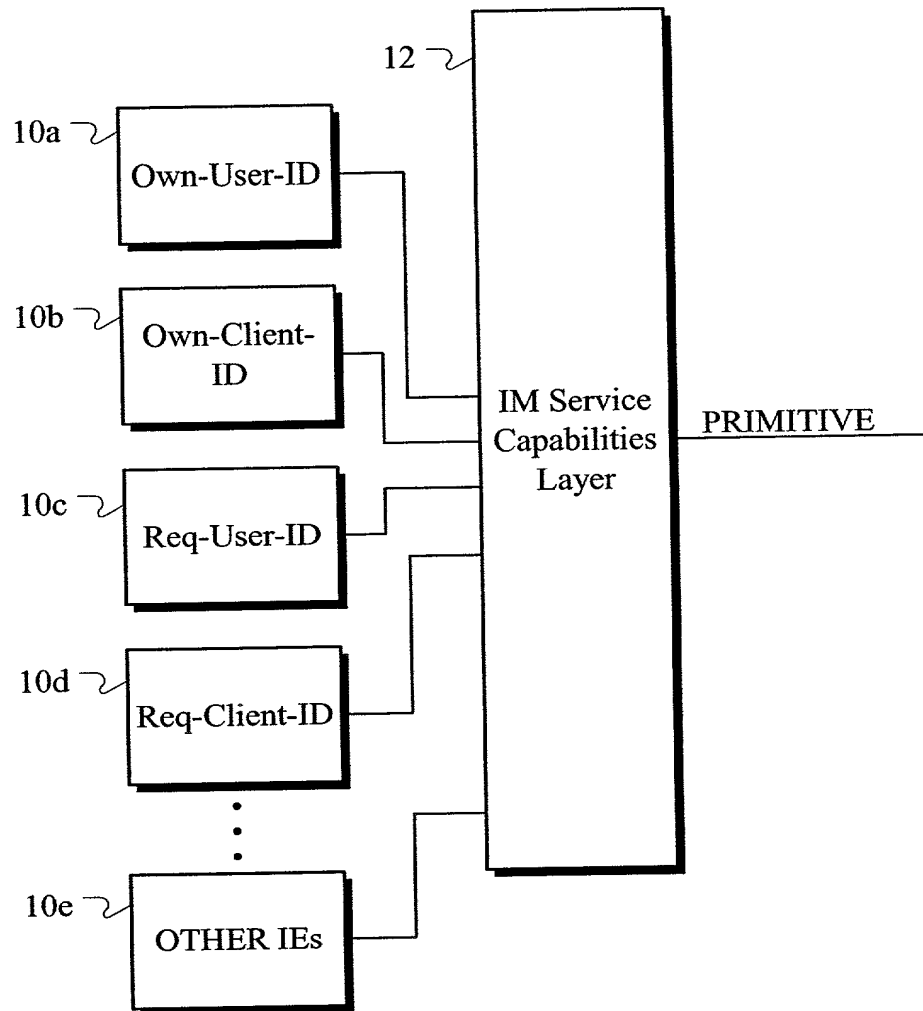 12
10a
Own-User-ID
10b
Own-Client-
ID
10c
Req-User-ID
10d
Req-Client-ID
10e
OTHER IEs
IM Service
Capabilities
Layer
PRIMITIVE